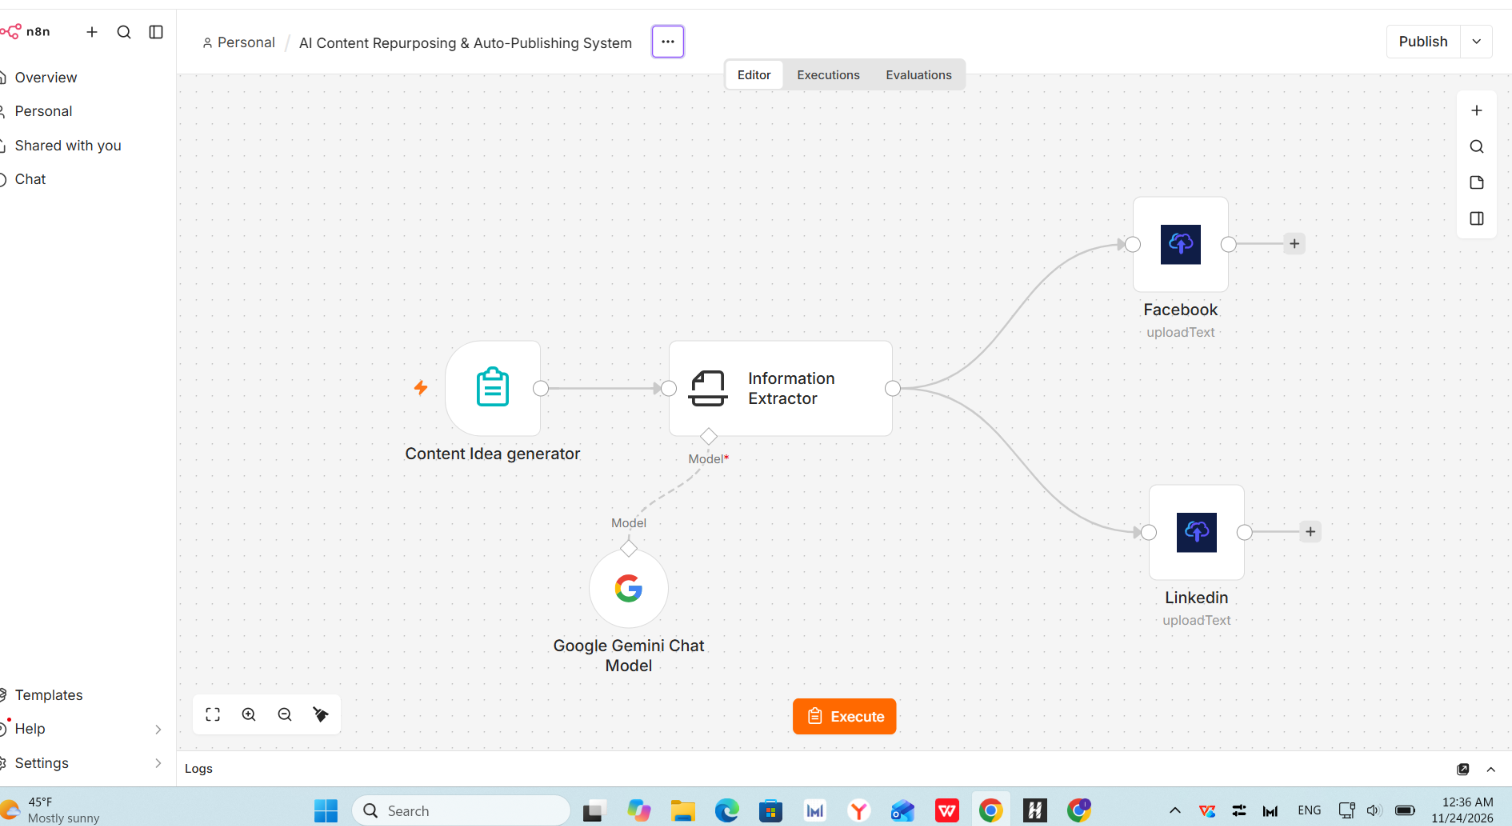 n8n
Personal / AI Content Repurposing & Auto-Publishing System
Publish
Editor Executions Evaluations
Overview
Personal
Shared with you
Chat
Facebook
uploadText
Information
Extractor
Content Idea generator
Model*
Model
Google Gemini Chat
Model
Linkedin
uploadText
Templates
Help
Settings
Execute
Logs
45°F
Mostly sunny
Search
ENG
12:36 AM
11/24/2026